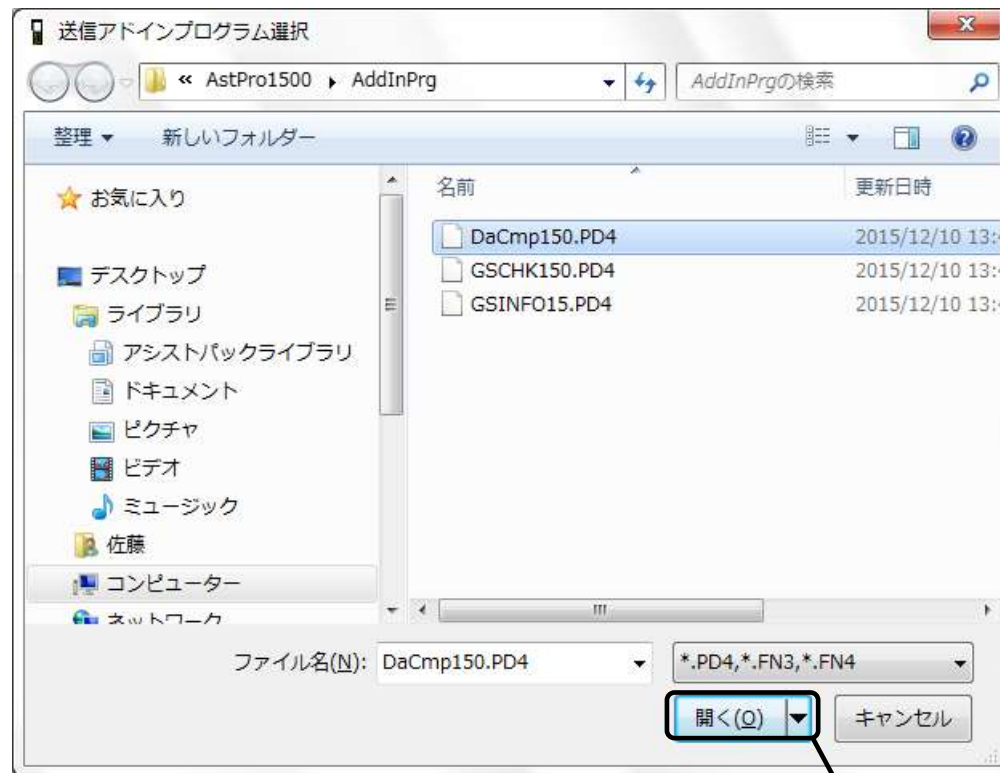 送信アドインプログラム選択
« AstPro1500 ▸ AddInPrg
AddInPrgの検索
整理 ▼ 新しいフォルダー
名前 更新日時
お気に入り
DaCmp150.PD4 2015/12/10 13:
GSCHK150.PD4 2015/12/10 13:
GSINFO15.PD4 2015/12/10 13:
デスクトップ
ライブラリ
アシストパックライブラリ
ドキュメント
ピクチャ
ビデオ
ミュージック
佐藤
コンピューター
ネットワーク
ファイル名(N): DaCmp150.PD4 *.PD4,*.FN3,*.FN4
開く(O) キャンセル